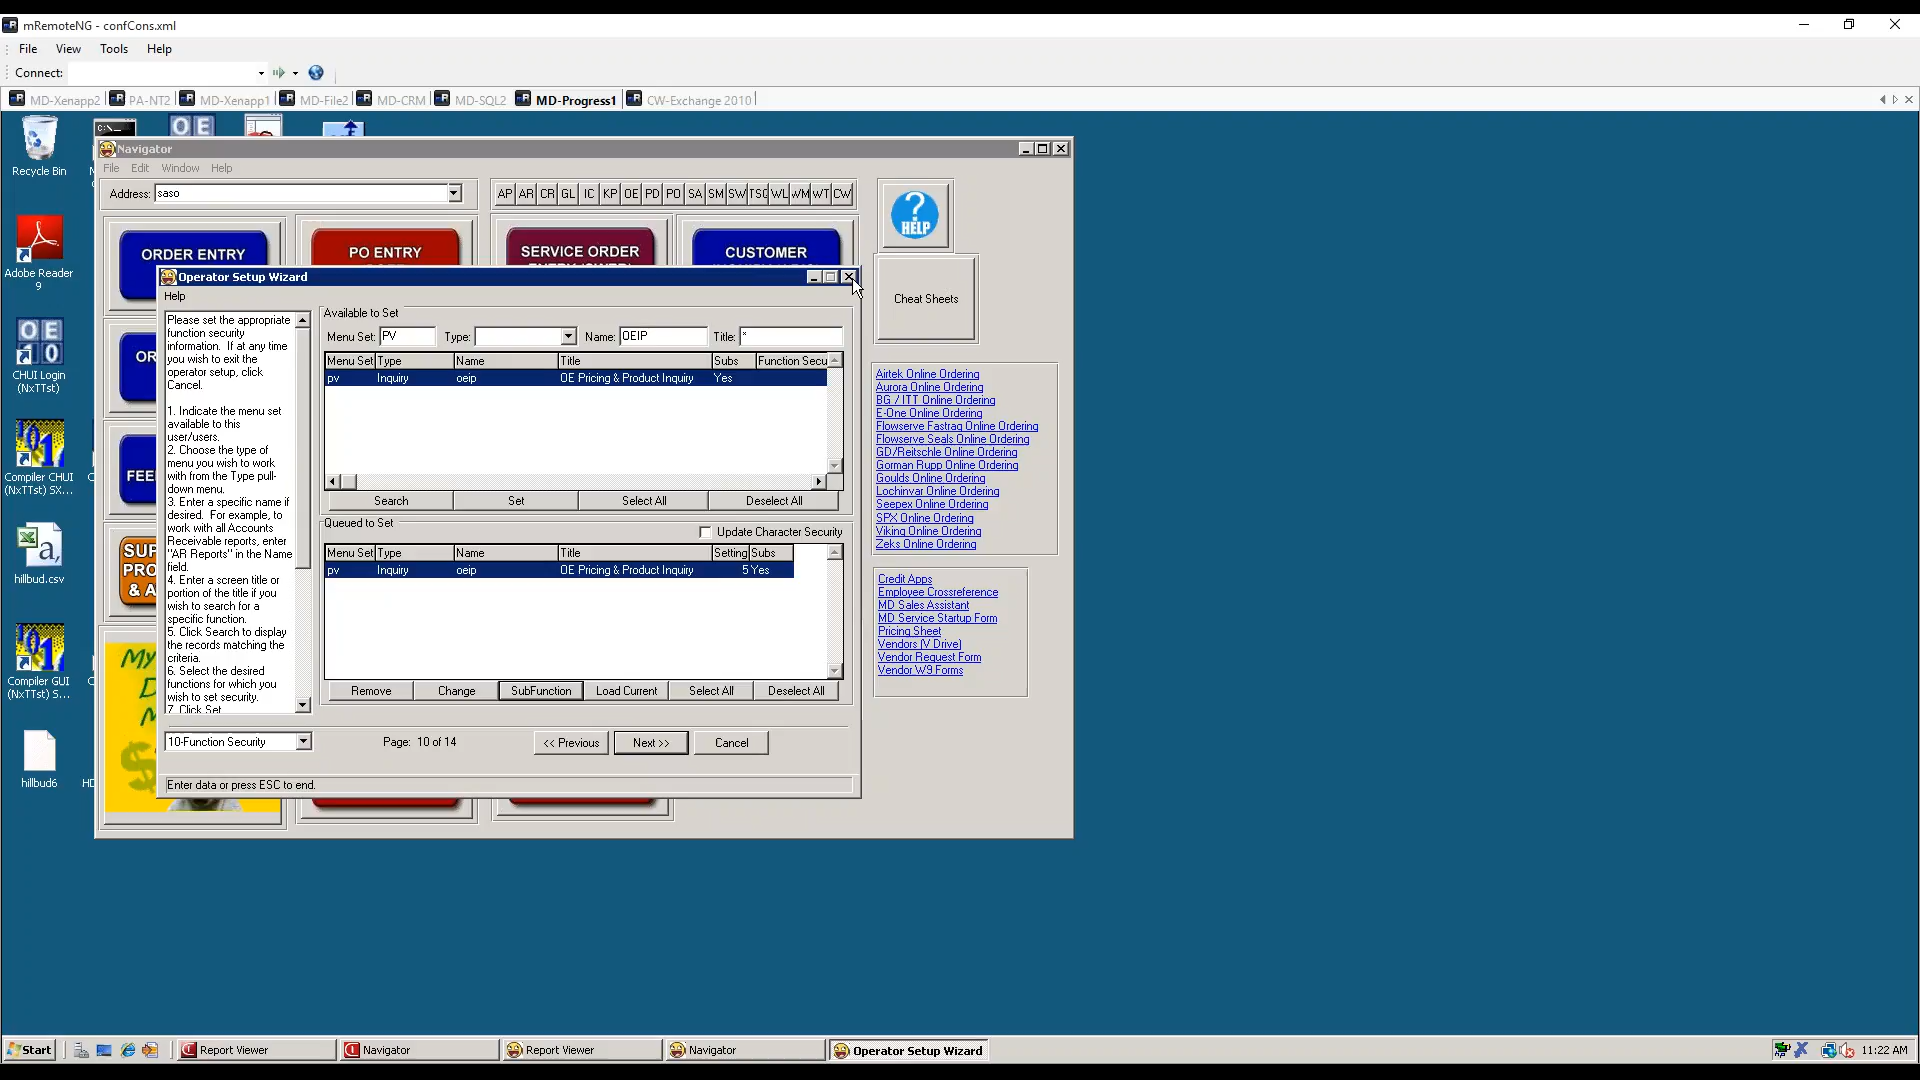 mRemoteNG - confCons.xml
File View Tools Help
Connect:
MD-Xenapp2 PA-NT2 MD-Xenapp1 MD-File2 MD-CRM MD-SQL2 MD-Progress1 CW-Exchange 2010
Recycle Bin
Adobe Reader
9
CHUI Login
(NxTTst)
Compiler CHUI
(NxTTst) SX...
hillbud.csv
Compiler GUI
(NxTTst) S...
hillbud6
Navigator
File Edit Window Help
Address: saso
AP AR CR GL IC KP OE PD PO SA SM SW WL WM WT CW
ORDER ENTRY
PO ENTRY
SERVICE ORDER
CUSTOMER
HELP
Cheat Sheets
Airtek Online Ordering
Aurora Online Ordering
BG / ITT Online Ordering
E-One Online Ordering
Flowserve Fastraq Online Ordering
Flowserve Seals Online Ordering
GD/Reitschle Online Ordering
Gorman Rupp Online Ordering
Goulds Online Ordering
Lochinvar Online Ordering
Seepex Online Ordering
SPX Online Ordering
Viking Online Ordering
Zeks Online Ordering
Credit Apps
Employee Crossreference
MD Sales Assistant
MD Service Startup Form
Pricing Sheet
Vendors (V Drive)
Vendor Request Form
Vendor W9 Forms
Operator Setup Wizard
Help
Please set the appropriate
function security
information. If at any time
you wish to exit the
operator setup, click
Cancel.
1. Indicate the menu set
available to this
user/users.
2. Choose the type of
menu you wish to work
with from the Type pull-
down menu.
3. Enter a specific name if
desired. For example, to
work with all Accounts
Receivable reports, enter
"AR Reports" in the Name
field.
4. Enter a screen title or
portion of the title if you
wish to search for a
specific function.
5. Click Search to display
the records matching the
criteria.
6. Select the desired
functions for which you
wish to set security.
7. Click Set
Available to Set
Menu Set: PV Type: Name: OEIP Title: *
Menu Set Type Name Title Subs Function Secu
pv Inquiry oeip OE Pricing & Product Inquiry Yes
Search Set Select All Deselect All
Queued to Set Update Character Security
Menu Set Type Name Title Setting Subs
pv Inquiry oeip OE Pricing & Product Inquiry 5 Yes
Remove Change SubFunction Load Current Select All Deselect All
10-Function Security Page: 10 of 14 << Previous Next >> Cancel
Enter data or press ESC to end.
Start Report Viewer Navigator Report Viewer Navigator Operator Setup Wizard 11:22 AM